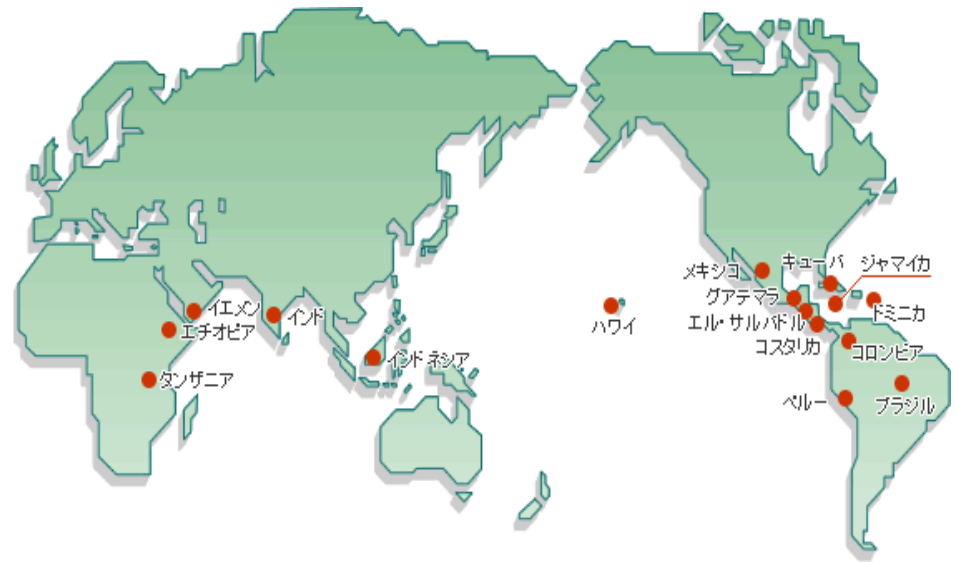 キューバ
ジャマイカ
メキシコ
グアテマラ
イエメン
インド
ハワイ
エル・サルバドル
ドミニカ
エチオピア
コスタリカ
コロンビア
インドネシア
タンザニア
ペルー
ブラジル